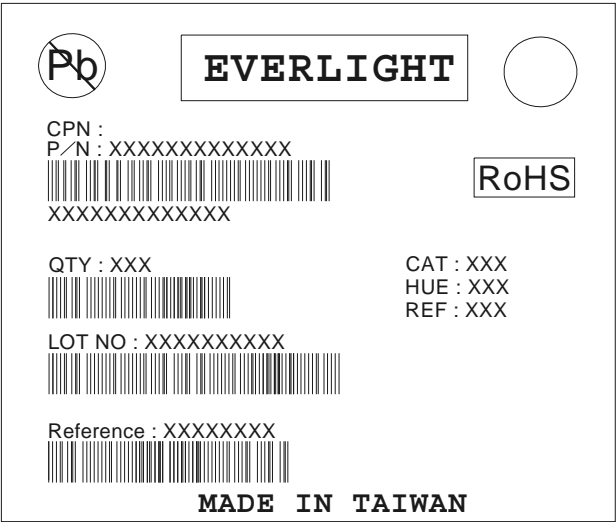 Pb
EVERLIGHT
CPN :
P/N : XXXXXXXXXXXXX
RoHS
XXXXXXXXXXXXX
QTY : XXX
CAT : XXX
HUE : XXX
REF : XXX
LOT NO : XXXXXXXXXX
Reference : XXXXXXXX
MADE IN TAIWAN